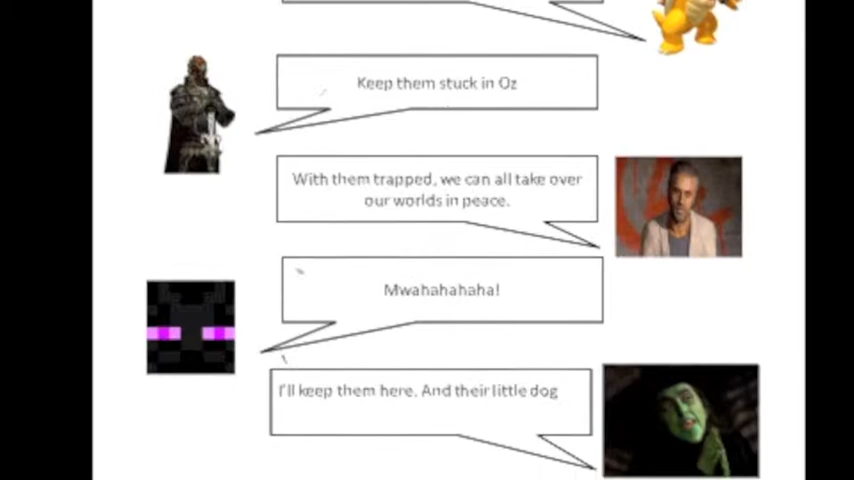 Keep them stuck in Oz
With them trapped, we can all take over
our worlds in peace.
Mwahahahaha!
I'll keep them here. And their little dog